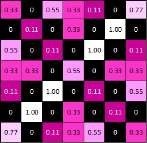 0.33 0 0.55 0.33 0.11 0 0.77
0 0.11 0 0.33 0 1.00 0
0.55 0 0.11 0 1.00 0 0.11
0.33 0.33 0 0.55 0 0.33 0.33
0.11 0 1.00 0 0.11 0 0.55
0 1.00 0 0.33 0 0.11 0
0.77 0 0.11 0.33 0.55 0 0.33